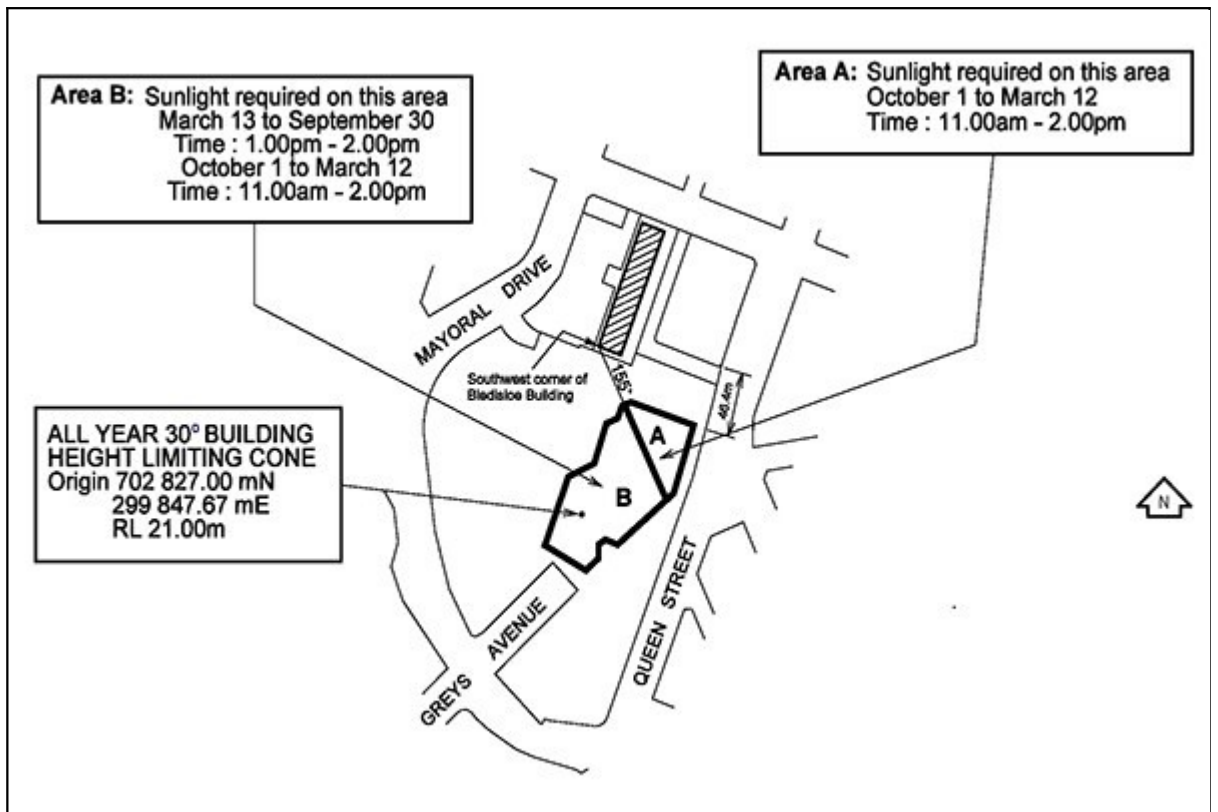 Area B: Sunlight required on this area
March 13 to September 30
Time : 1.00pm - 2.00pm
October 1 to March 12
Time : 11.00am - 2.00pm
Area A: Sunlight required on this area
October 1 to March 12
Time : 11.00am - 2.00pm
MAYORAL DRIVE
Southwest corner of
Bledisloe Building
155°
46.4m
A
B
ALL YEAR 30° BUILDING
HEIGHT LIMITING CONE
Origin 702 827.00 mN
299 847.67 mE
RL 21.00m
N
GREYS AVENUE
QUEEN STREET